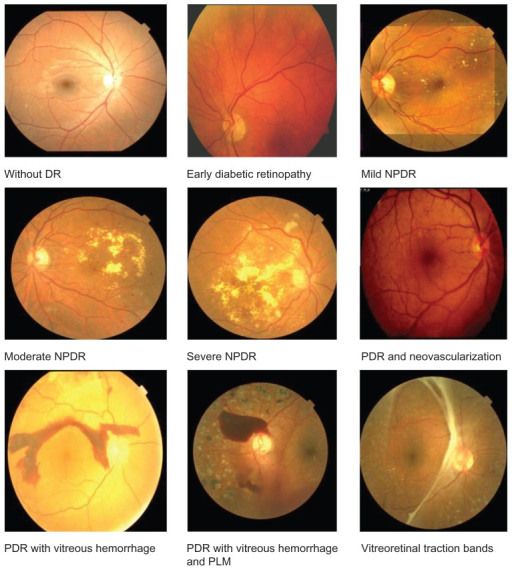 Without DR
Early diabetic retinopathy
Mild NPDR
Moderate NPDR
Severe NPDR
PDR and neovascularization
PDR with vitreous hemorrhage
PDR with vitreous hemorrhage
and PLM
Vitreoretinal traction bands